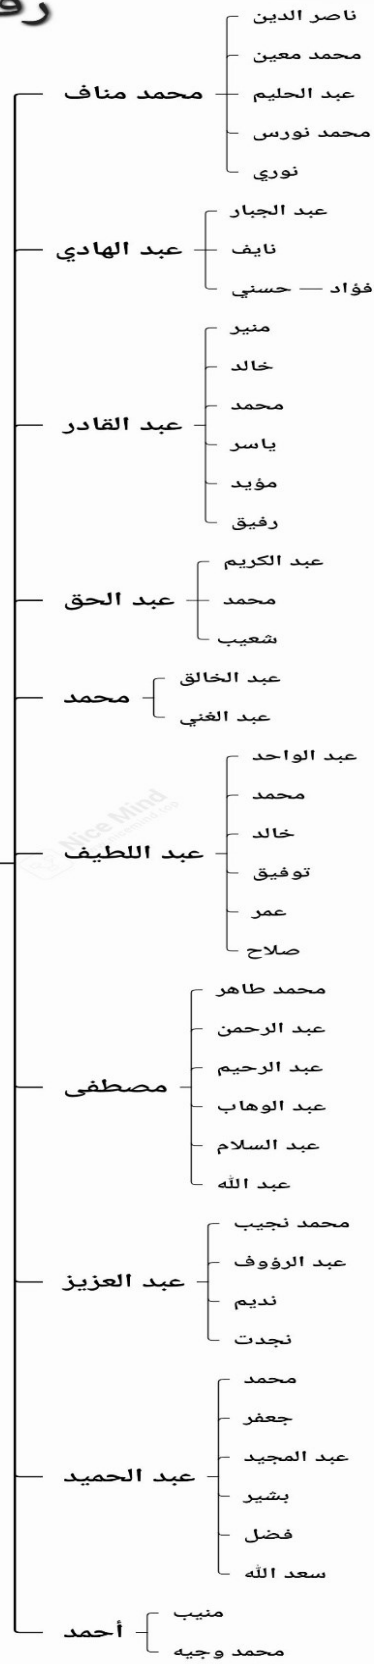 ناصر الدين
محمد معين
محمد مناف
عبد الحليم
محمد نورس
نوري
عبد الجبار
عبد الهادي
نايف
حسني
فؤاد
منير
خالد
محمد
عبد القادر
ياسر
مؤيد
رفيق
عبد الكريم
عبد الحق
محمد
شعيب
عبد الخالق
محمد
عبد الغني
عبد الواحد
محمد
خالد
عبد اللطيف
توفيق
عمر
صلاح
محمد طاهر
عبد الرحمن
عبد الرحيم
مصطفى
عبد الوهاب
عبد السلام
عبد الله
محمد نجيب
عبد الرؤوف
عبد العزيز
نديم
نجدت
محمد
جعفر
عبد المجيد
عبد الحميد
بشير
فضل
سعد الله
منيب
أحمد
محمد وجيه
Nice Mind